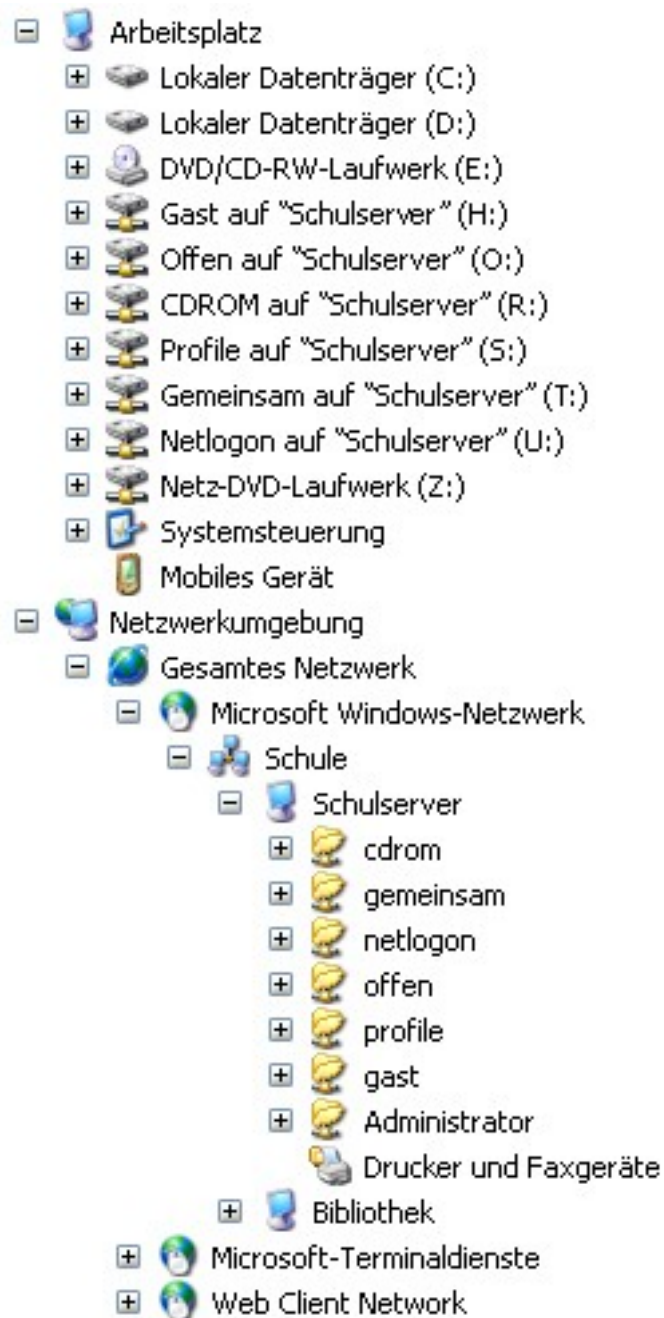 Arbeitsplatz
Lokaler Datenträger (C:)
Lokaler Datenträger (D:)
DVD/CD-RW-Laufwerk (E:)
Gast auf "Schulserver" (H:)
Offen auf "Schulserver" (O:)
CDROM auf "Schulserver" (R:)
Profile auf "Schulserver" (S:)
Gemeinsam auf "Schulserver" (T:)
Netlogon auf "Schulserver" (U:)
Netz-DVD-Laufwerk (Z:)
Systemsteuerung
Mobiles Gerät
Netzwerkumgebung
Gesamtes Netzwerk
Microsoft Windows-Netzwerk
Schule
Schulserver
cdrom
gemeinsam
netlogon
offen
profile
gast
Administrator
Drucker und Faxgeräte
Bibliothek
Microsoft-Terminaldienste
Web Client Network